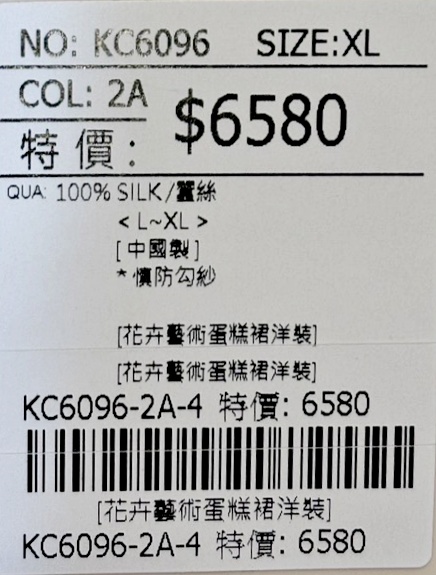 NO: KC6096 SIZE:XL
COL: 2A
特價: $6580
QUA: 100% SILK/蠶絲
< L~XL >
[中國製]
*慎防勾紗
[花卉藝術蛋糕裙洋裝]
[花卉藝術蛋糕裙洋裝]
KC6096-2A-4 特價: 6580
[花卉藝術蛋糕裙洋裝]
KC6096-2A-4 特價: 6580